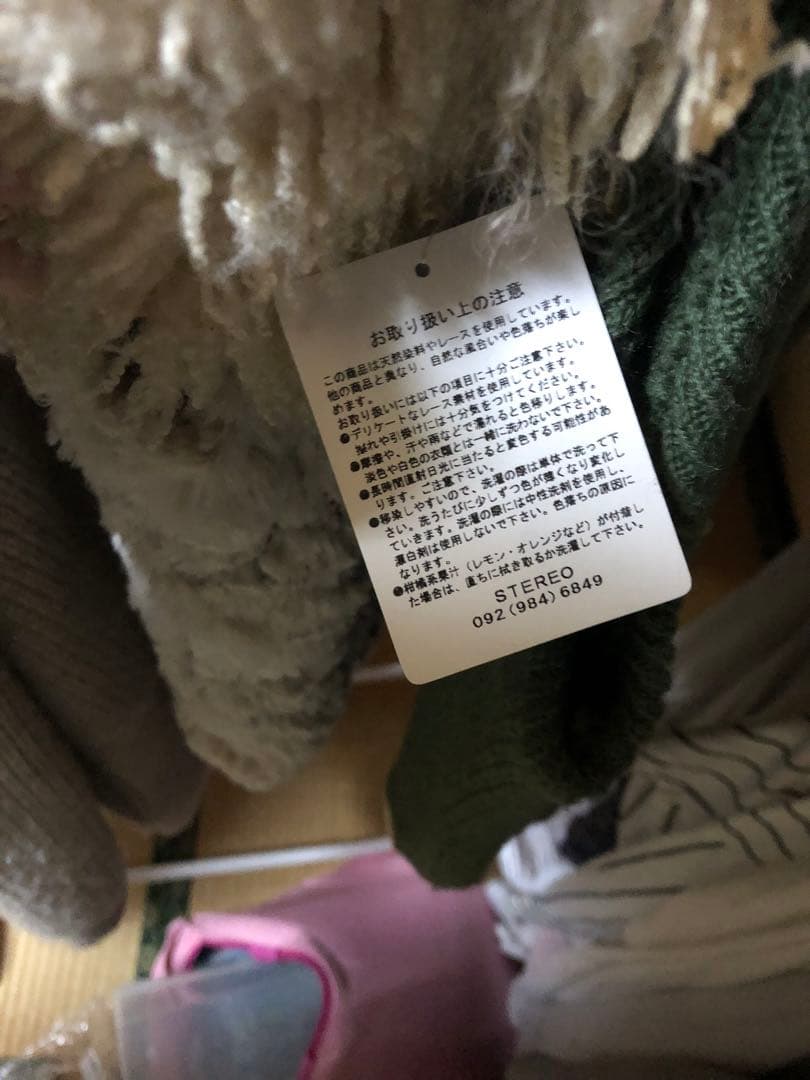 お取り扱い上の注意
この商品は天然染料やレースを使用しています。
他の商品と異なり、自然な風合いや色落ちが楽し
めます。
お取り扱いには以下の項目に十分ご注意下さい。
●デリケートなレース素材を使用しています。
擦れや引掛けには十分気をつけてください。
●摩擦や、汗や雨などで濡れると色移りします。
淡色や白色の衣類とは一緒に洗わないで下さい。
●長時間直射日光に当たると変色する可能性があ
ります。ご注意下さい。
●移染しやすいので、洗濯の際は単体で洗って下
さい。洗うたびに少しずつ色が薄くなり変化し
ていきます。洗濯の際には中性洗剤を使用し、
漂白剤は使用しないで下さい。色落ちの原因に
なります。
●柑橘系果汁（レモン・オレンジなど）が付着し
た場合は、直ちに拭き取るか洗濯して下さい。
STEREO
092(984)6849